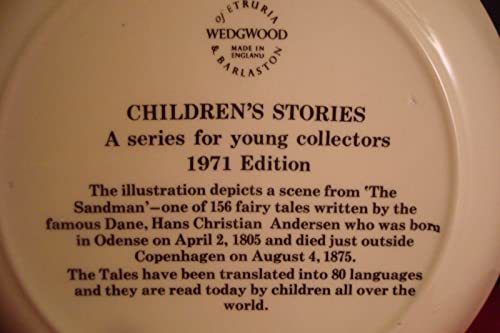 of ETRURIA
WEDGWOOD
MADE IN
ENGLAND
& BARLASTON
CHILDREN'S STORIES
A series for young collectors
1971 Edition
The illustration depicts a scene from 'The
Sandman'—one of 156 fairy tales written by the
famous Dane, Hans Christian Andersen who was born
in Odense on April 2, 1805 and died just outside
Copenhagen on August 4, 1875.
The Tales have been translated into 80 languages
and they are read today by children all over the
world.